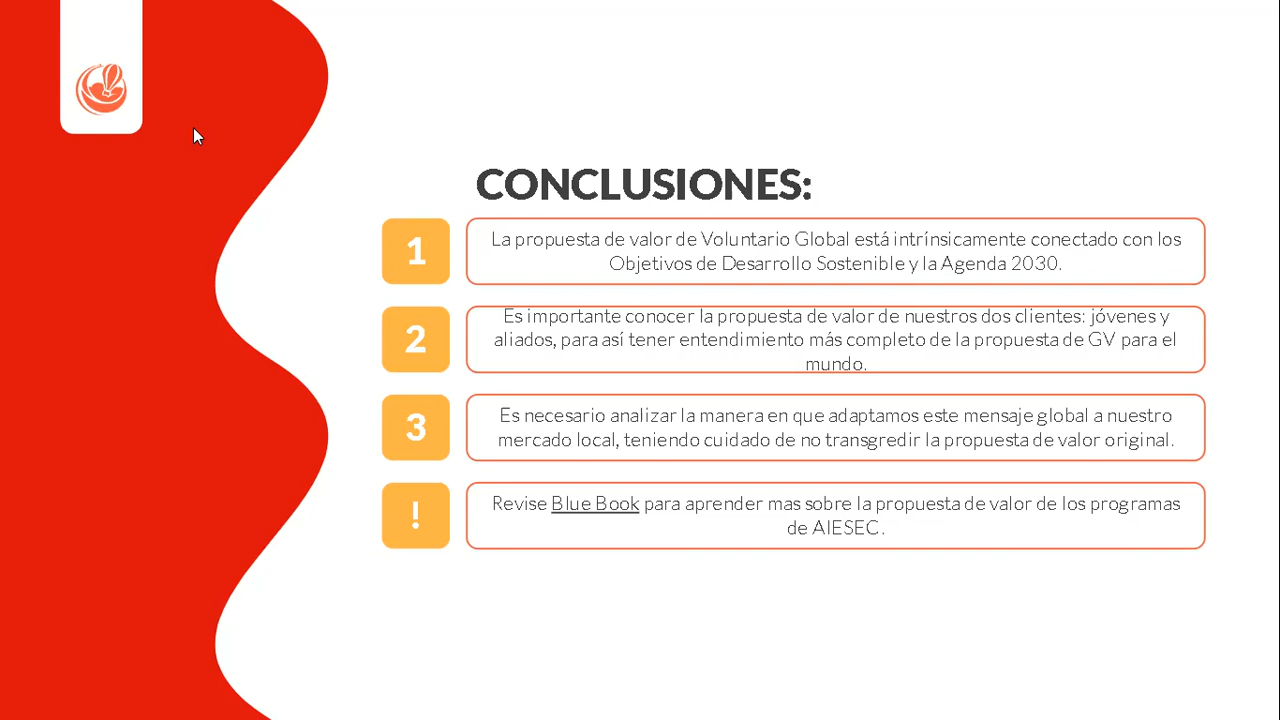 CONCLUSIONES:
1
La propuesta de valor de Voluntario Global está intrínsicamente conectado con los
Objetivos de Desarrollo Sostenible y la Agenda 2030.
2
Es importante conocer la propuesta de valor de nuestros dos clientes: jóvenes y
aliados, para así tener entendimiento más completo de la propuesta de GV para el
mundo.
3
Es necesario analizar la manera en que adaptamos este mensaje global a nuestro
mercado local, teniendo cuidado de no transgredir la propuesta de valor original.
!
Revise Blue Book para aprender mas sobre la propuesta de valor de los programas
de AIESEC.